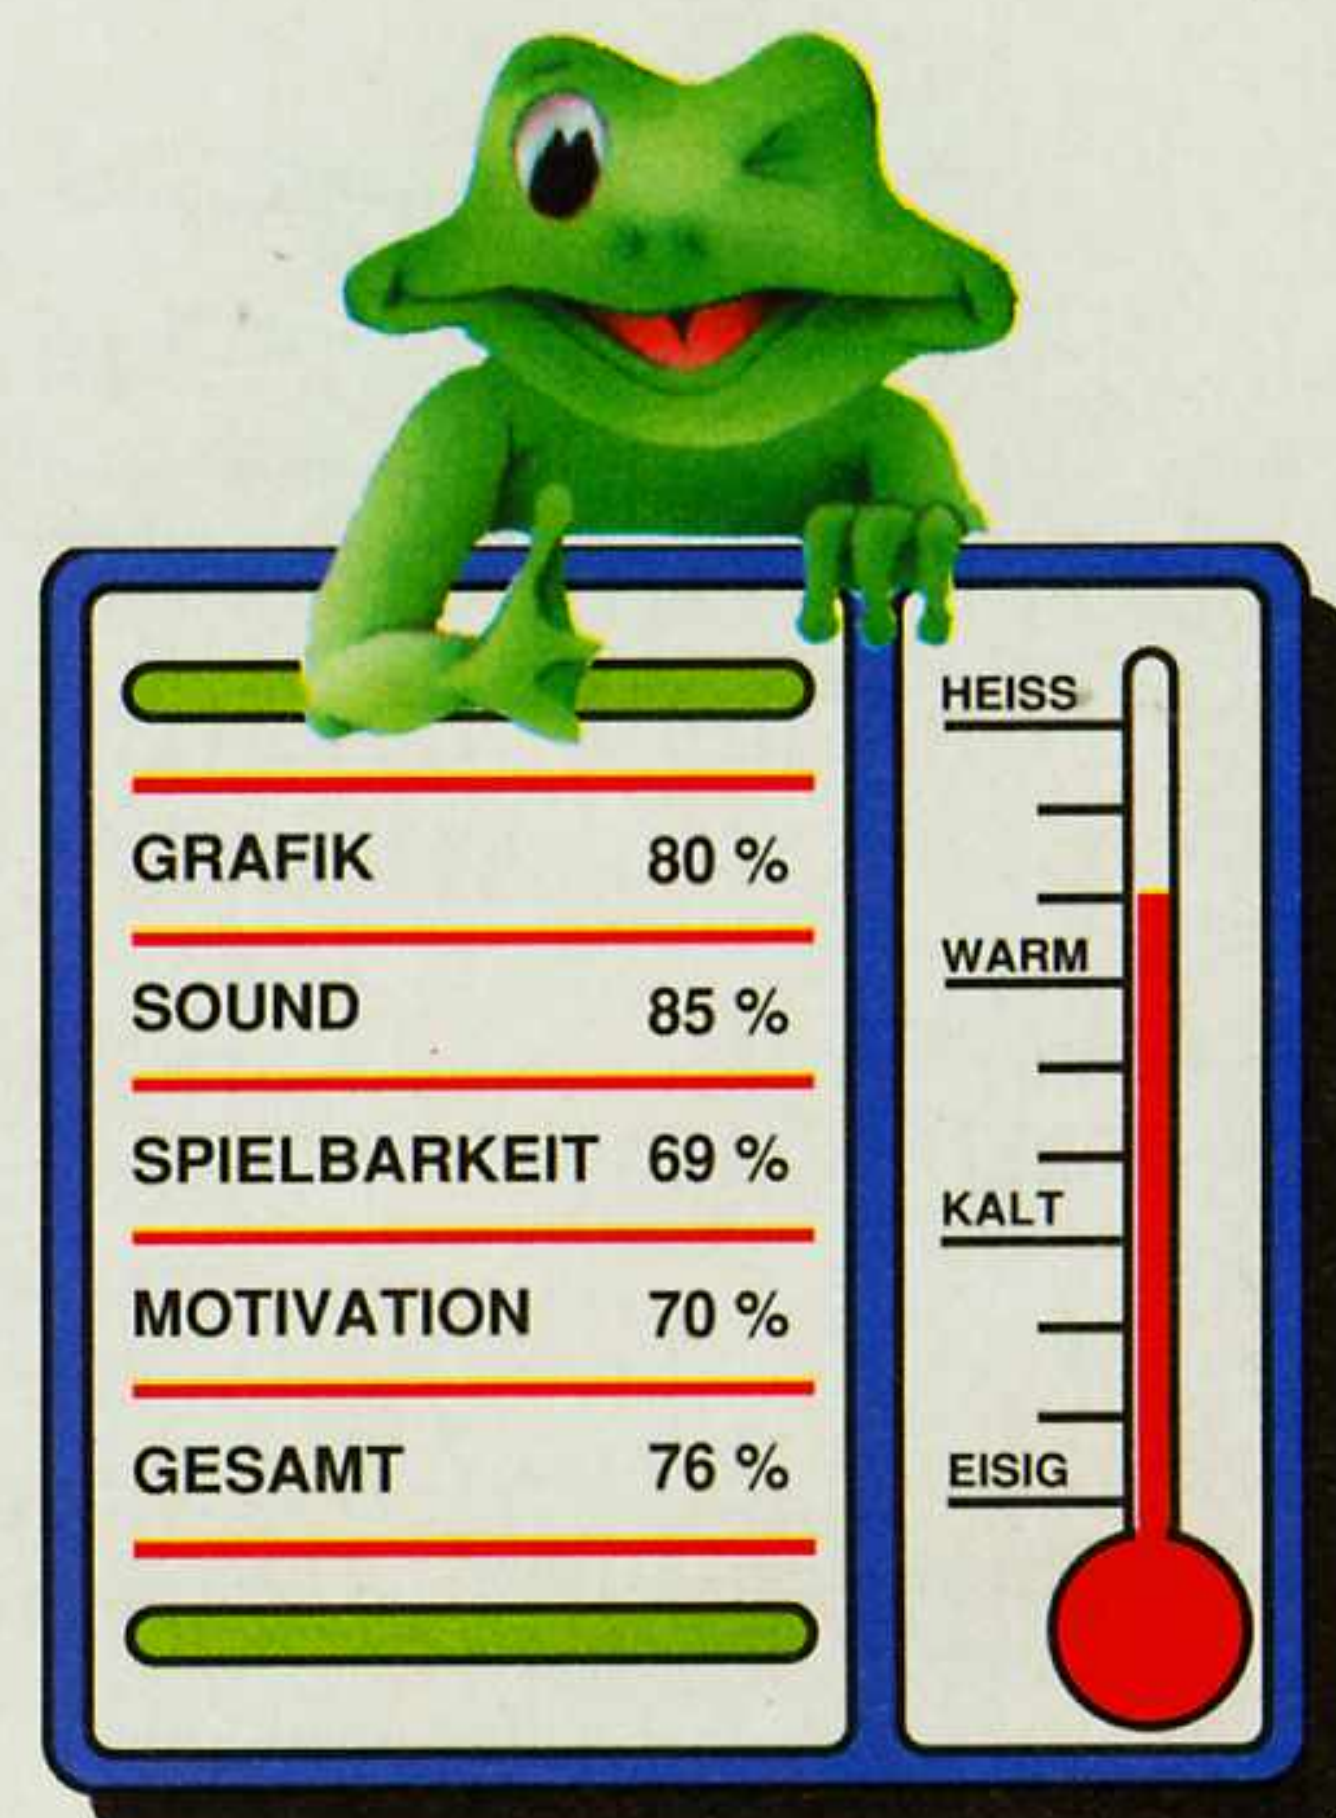 GRAFIK 80 %
SOUND 85 %
SPIELBARKEIT 69 %
MOTIVATION 70 %
GESAMT 76 %
HEISS
WARM
KALT
EISIG